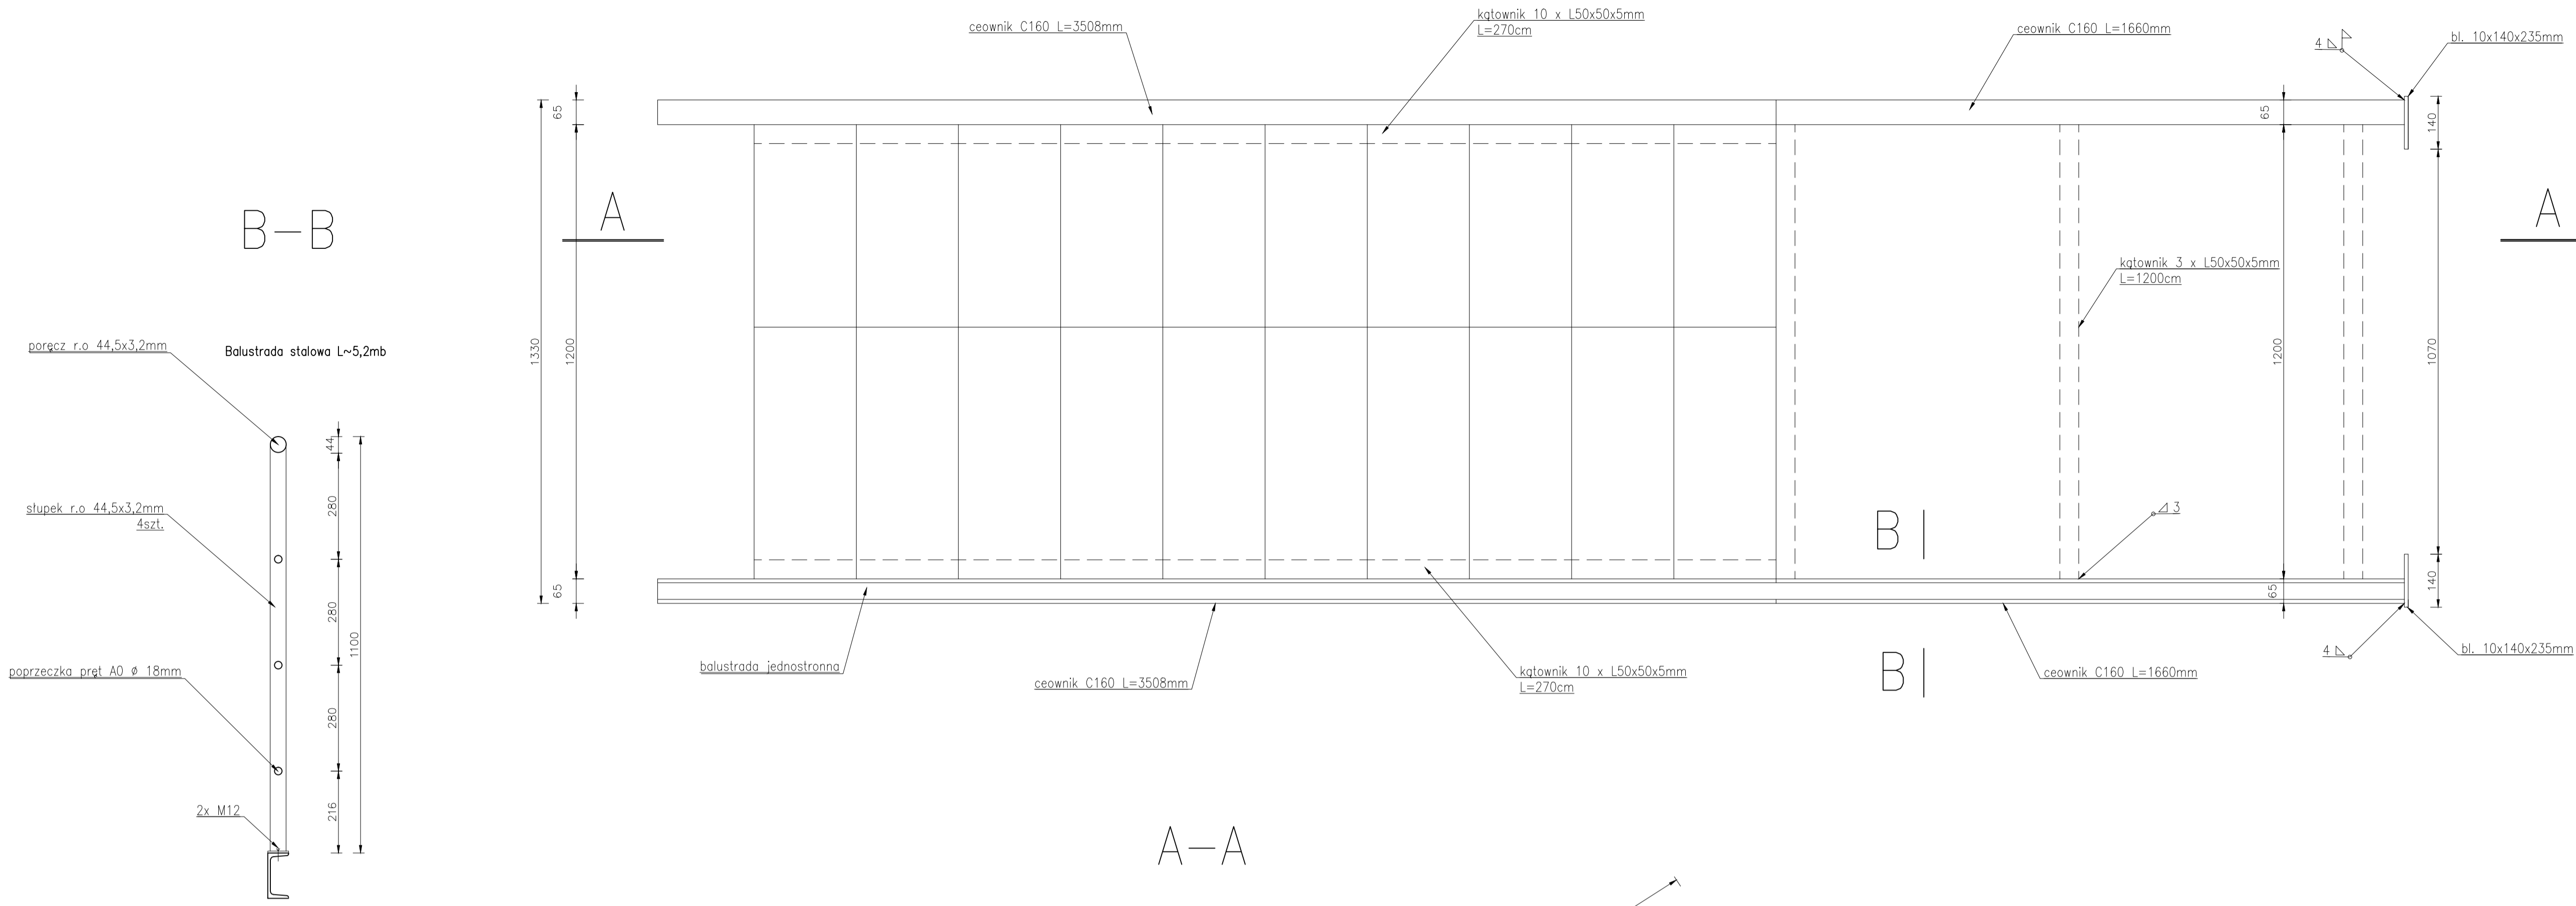 B-B
Balustrada stalowa L~5,2mb
poręcz r.o 44,5x3,2mm
słupek r.o 44,5x3,2mm
4szt.
poprzeczka pręt A0 ø 18mm
2x M12
44
280
280
280
216
1100
ceownik C160 L=3508mm
kątownik 10 x L50x50x5mm
L=270cm
ceownik C160 L=1660mm
4
bl. 10x140x235mm
65
1200
65
1330
A
A
65
1200
65
140
1070
140
kątownik 3 x L50x50x5mm
L=1200cm
3
B
B
balustrada jednostronna
ceownik C160 L=3508mm
kątownik 10 x L50x50x5mm
L=270cm
ceownik C160 L=1660mm
4
bl. 10x140x235mm
A-A